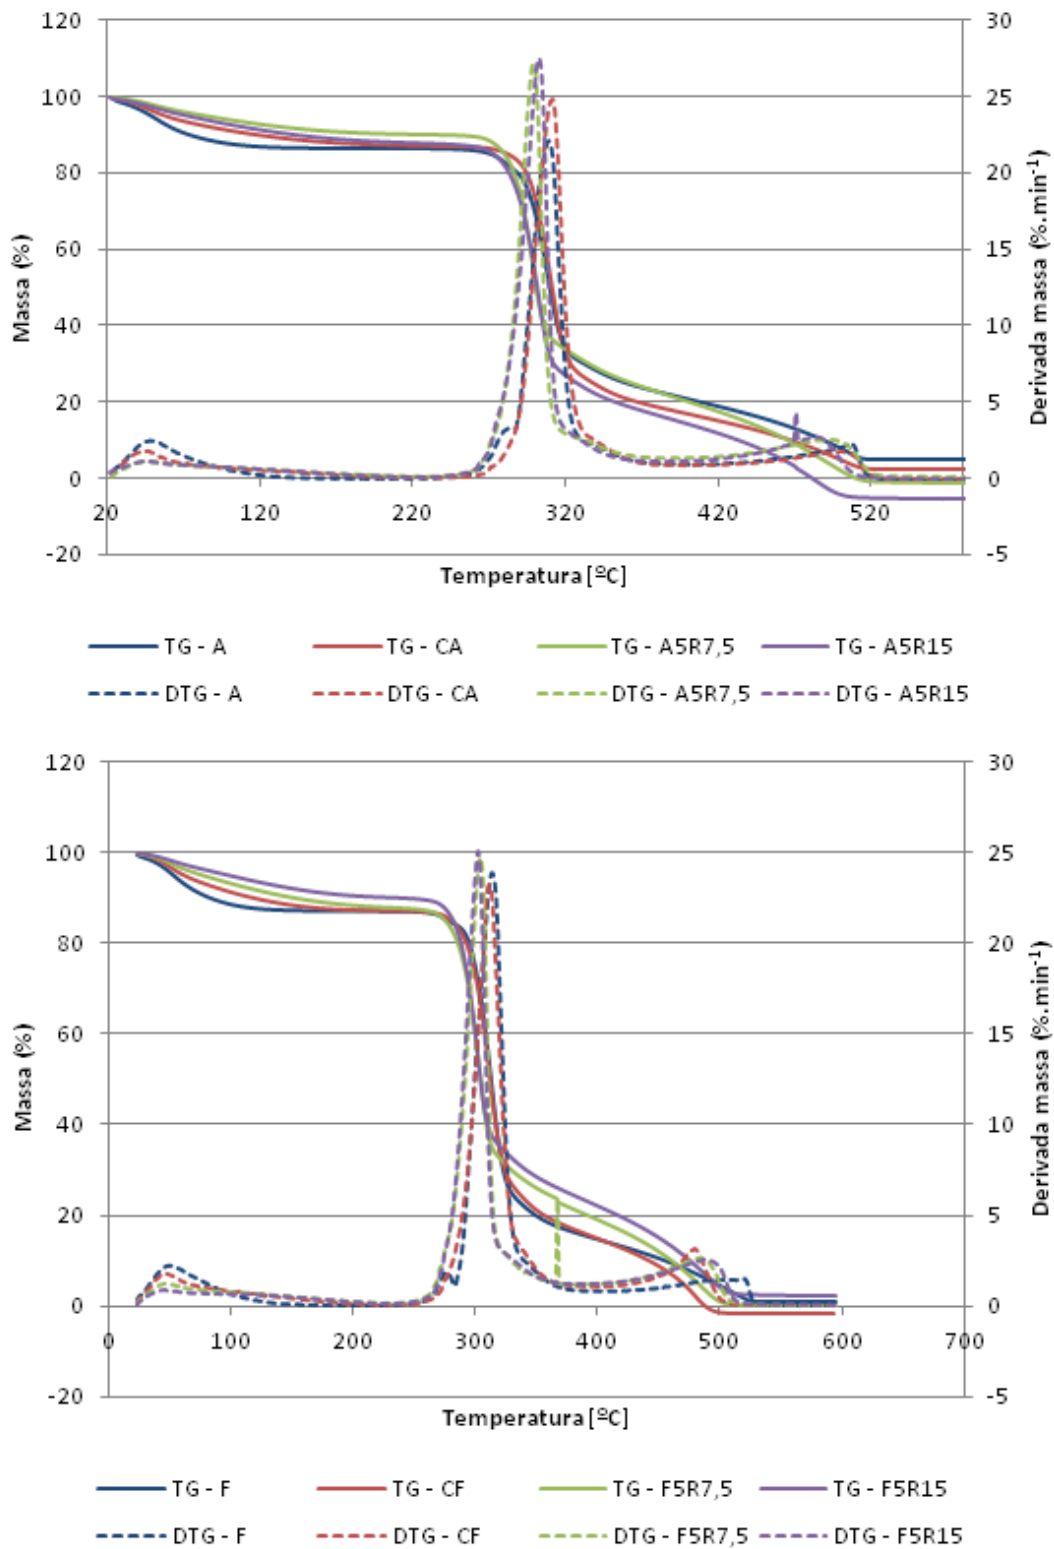 120
100
80
60
40
20
0
-20
Massa (%)
30
25
20
15
10
5
0
-5
Derivada massa (%.min-1)
20 120 220 320 420 520
Temperatura [ºC]
TG - A TG - CA TG - A5R7,5 TG - A5R15
DTG - A DTG - CA DTG - A5R7,5 DTG - A5R15
120
100
80
60
40
20
0
-20
Massa (%)
30
25
20
15
10
5
0
-5
Derivada massa (%.min-1)
0 100 200 300 400 500 600 700
Temperatura [ºC]
TG - F TG - CF TG - F5R7,5 TG - F5R15
DTG - F DTG - CF DTG - F5R7,5 DTG - F5R15